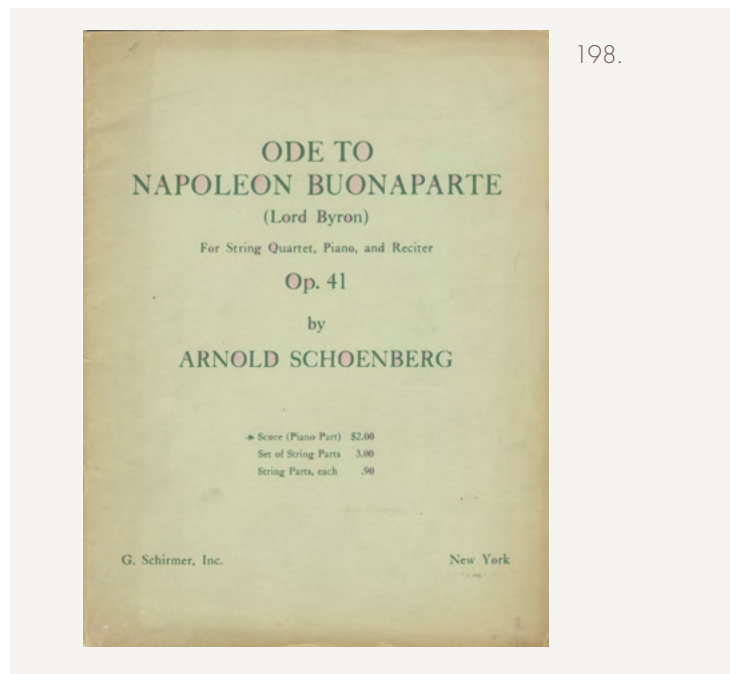 198.
ODE TO
NAPOLEON BUONAPARTE
(Lord Byron)
For String Quartet, Piano, and Reciter
Op. 41
by
ARNOLD SCHOENBERG
→ Score (Piano Part) $2.00
Set of String Parts 3.00
String Parts, each .90
G. Schirmer, Inc. New York